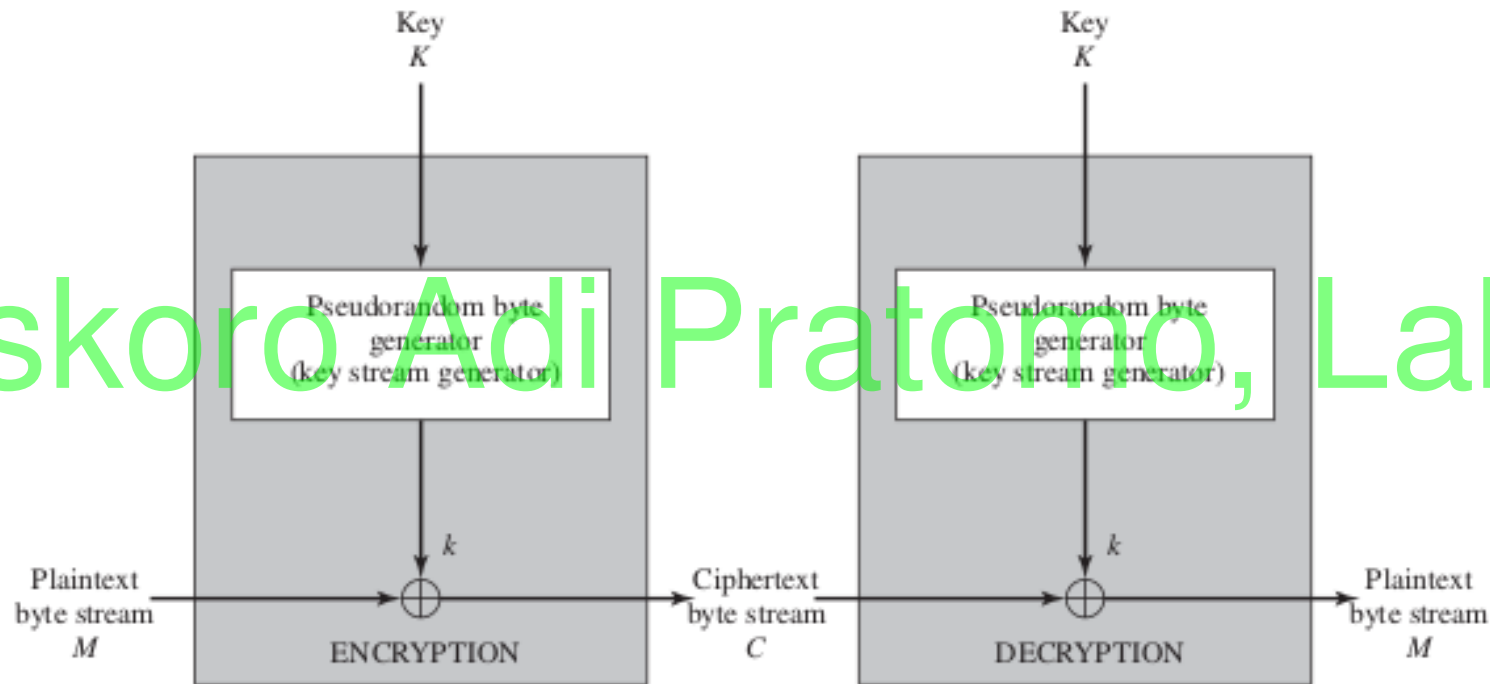 Key
K
Key
K
Pseudorandom byte
generator
(key stream generator)
Pseudorandom byte
generator
(key stream generator)
skoro Adi Pratomo, Lal
k
k
Plaintext
byte stream
M
Ciphertext
byte stream
C
Plaintext
byte stream
M
ENCRYPTION
DECRYPTION